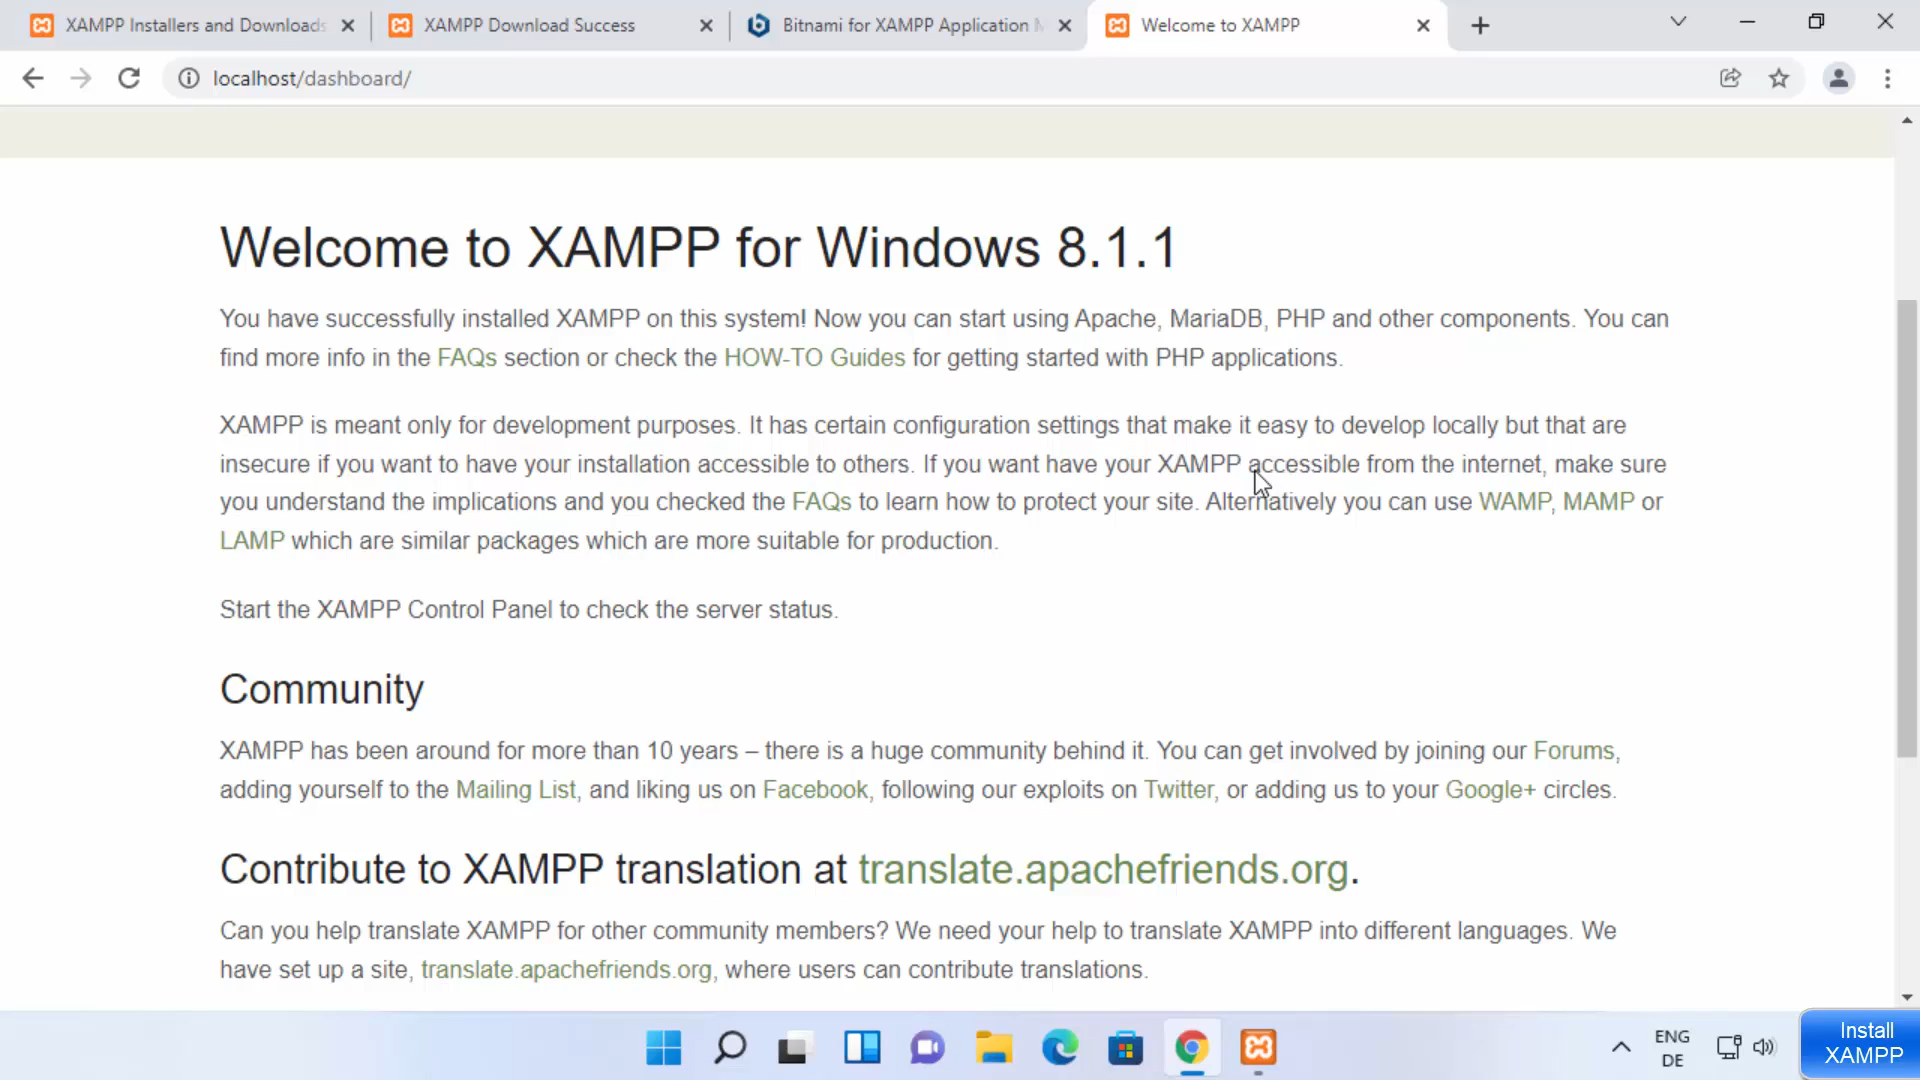 XAMPP Installers and Downloads
XAMPP Download Success
Bitnami for XAMPP Application
Welcome to XAMPP
localhost/dashboard/
Welcome to XAMPP for Windows 8.1.1
You have successfully installed XAMPP on this system! Now you can start using Apache, MariaDB, PHP and other components. You can
find more info in the FAQs section or check the HOW-TO Guides for getting started with PHP applications.
XAMPP is meant only for development purposes. It has certain configuration settings that make it easy to develop locally but that are
insecure if you want to have your installation accessible to others. If you want have your XAMPP accessible from the internet, make sure
you understand the implications and you checked the FAQs to learn how to protect your site. Alternatively you can use WAMP, MAMP or
LAMP which are similar packages which are more suitable for production.
Start the XAMPP Control Panel to check the server status.
Community
XAMPP has been around for more than 10 years – there is a huge community behind it. You can get involved by joining our Forums,
adding yourself to the Mailing List, and liking us on Facebook, following our exploits on Twitter, or adding us to your Google+ circles.
Contribute to XAMPP translation at translate.apachefriends.org.
Can you help translate XAMPP for other community members? We need your help to translate XAMPP into different languages. We
have set up a site, translate.apachefriends.org, where users can contribute translations.
ENG
DE
Install
XAMPP